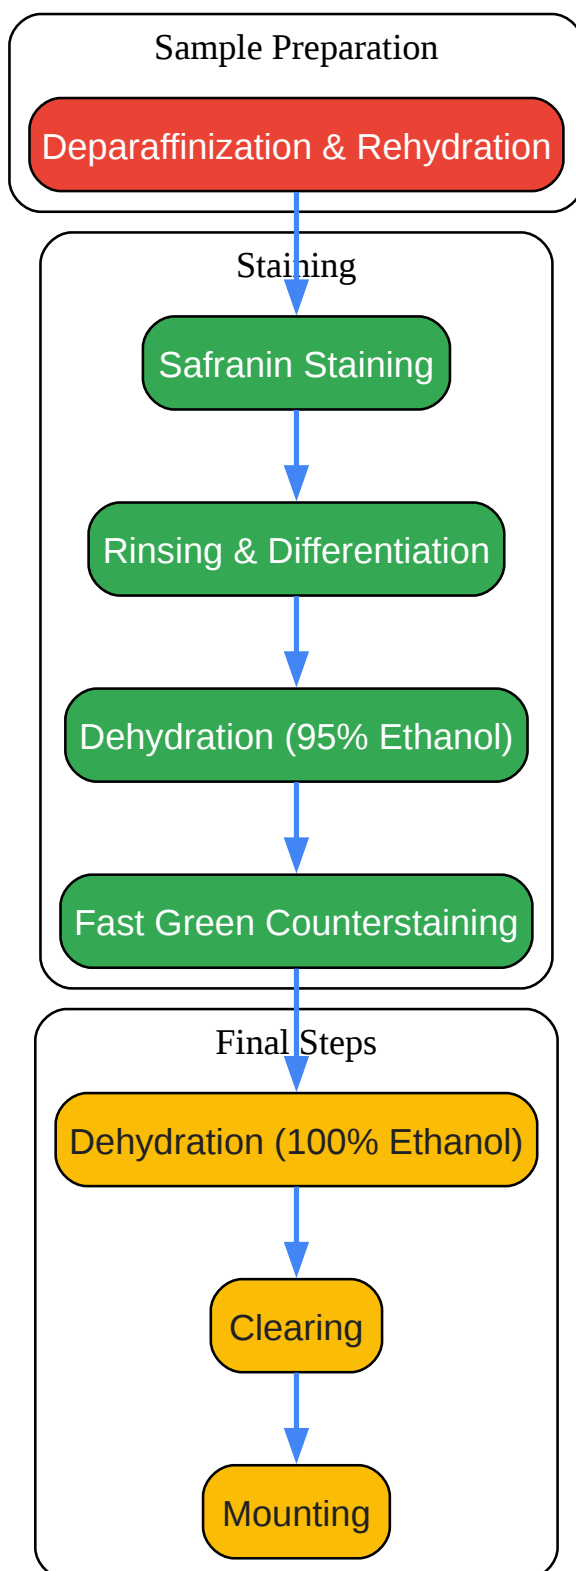 Sample Preparation
Deparaffinization & Rehydration
Staining
Safranin Staining
Rinsing & Differentiation
Dehydration (95% Ethanol)
Fast Green Counterstaining
Final Steps
Dehydration (100% Ethanol)
Clearing
Mounting